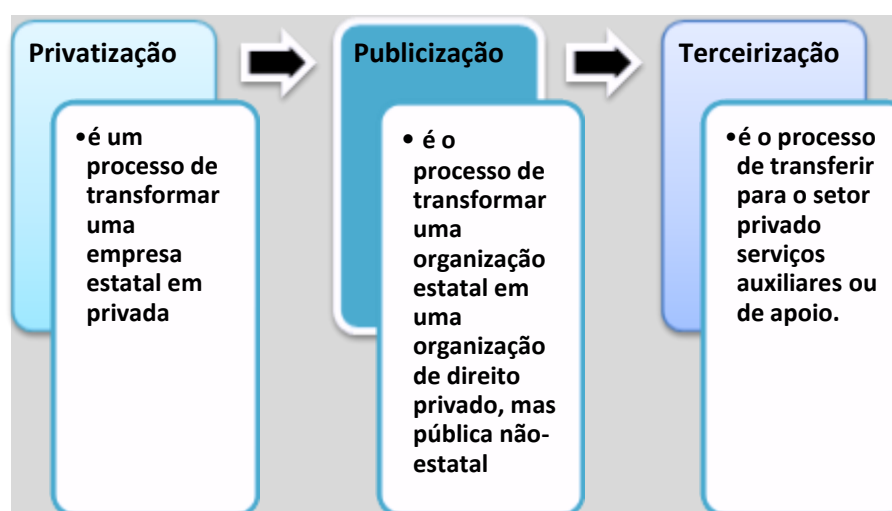 Privatização
•é um
processo de
transformar
uma
empresa
estatal em
privada
Publicização
• é o
processo de
transformar
uma
organização
estatal em
uma
organização
de direito
privado, mas
pública não-
estatal
Terceirização
•é o processo
de transferir
para o setor
privado
serviços
auxiliares ou
de apoio.